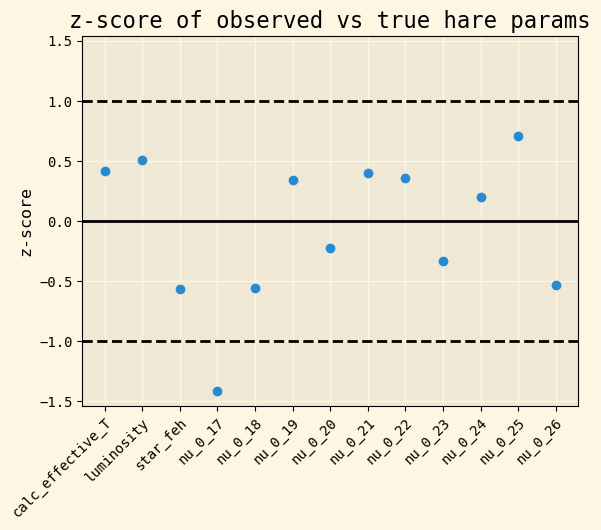 z-score of observed vs true hare params
z-score
1.5
1.0
0.5
0.0
−0.5
−1.0
−1.5
calc_effective_T
luminosity
star_feh
nu_0_17
nu_0_18
nu_0_19
nu_0_20
nu_0_21
nu_0_22
nu_0_23
nu_0_24
nu_0_25
nu_0_26